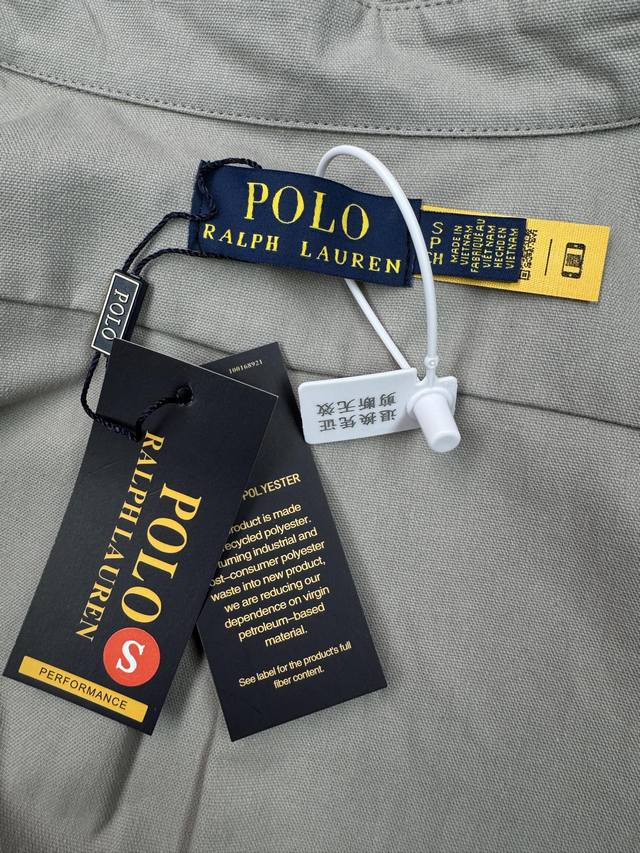 POLO
RALPH LAUREN
S
P
CH
MADE IN
VIETNAM
FABRIQUÉ AU
VIÊT NAM
HECHO EN
VIETNAM
POLO
退换凭证
剪断无效
100168921
POLYESTER
product is made
recycled polyester.
turning industrial and
post-consumer polyester
waste into new product,
we are reducing our
dependence on virgin
petroleum-based
material.
See label for the product's full
fiber content.
POLO
RALPH LAUREN
S
PERFORMANCE